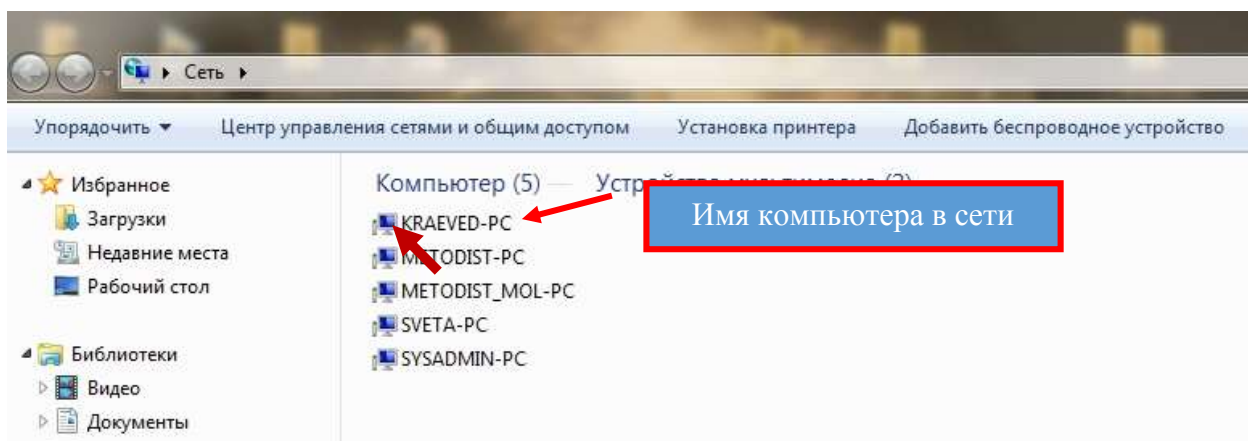 Сеть
Упорядочить Центр управления сетями и общим доступом Установка принтера Добавить беспроводное устройство
Избранное
Загрузки
Недавние места
Рабочий стол
Библиотеки
Видео
Документы
Компьютер (5)
KRAEVED-PC
METODIST-PC
METODIST_MOL-PC
SVETA-PC
SYSADMIN-PC
Имя компьютера в сети